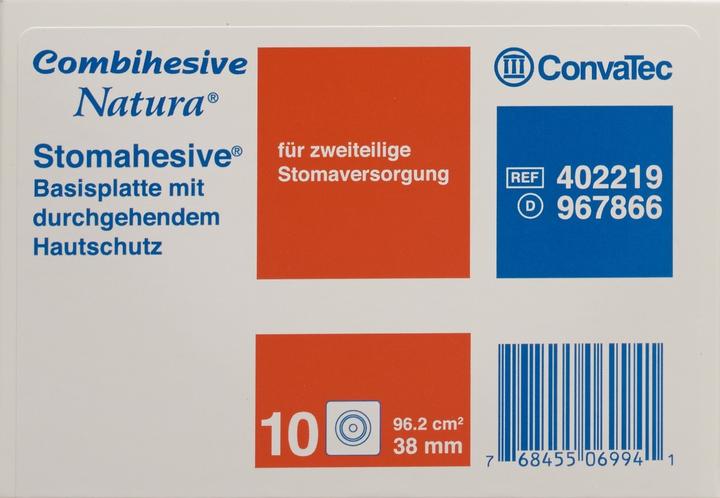 Combihesive
Natura®
Stomahesive®
Basisplatte mit
durchgehendem
Hautschutz
für zweiteilige
Stomaversorgung
ConvaTec
REF 402219
D 967866
10
96.2 cm²
38 mm
7 68455 06994 1